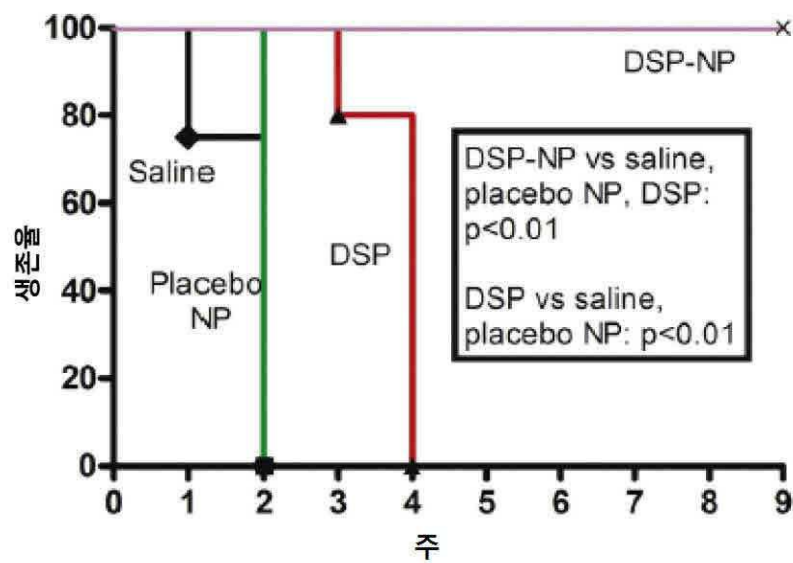 100
80
60
40
20
0
생존율
0 1 2 3 4 5 6 7 8 9
주
Saline
Placebo
NP
DSP
DSP-NP
DSP-NP vs saline,
placebo NP, DSP:
p<0.01
DSP vs saline,
placebo NP: p<0.01